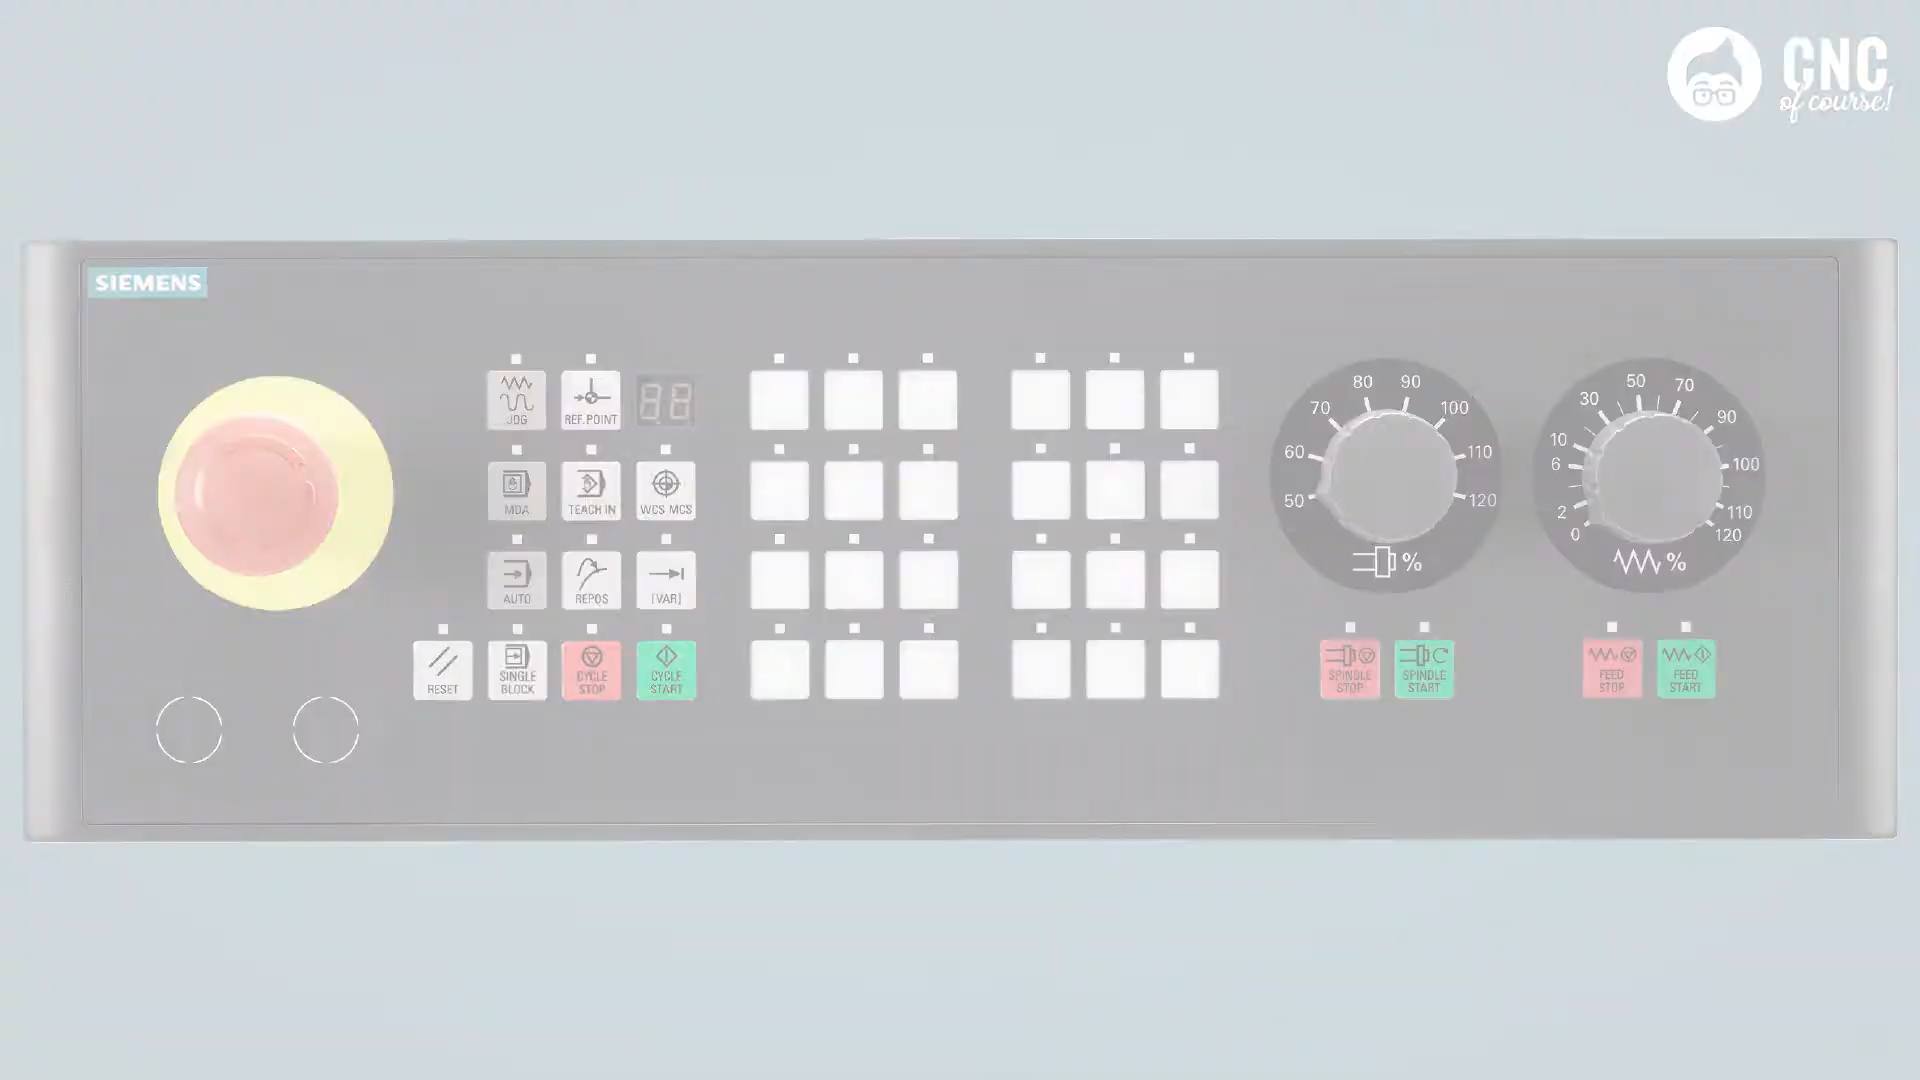 CNC
of course!
SIEMENS
JOG
REF.POINT
88
MDA
TEACH IN
WCS MCS
AUTO
REPOS
[VAR]
RESET
SINGLE
BLOCK
CYCLE
STOP
CYCLE
START
50
60
70
80
90
100
110
120
%
SPINDLE
STOP
SPINDLE
START
0
2
6
10
30
50
70
90
100
110
120
%
FEED
STOP
FEED
START